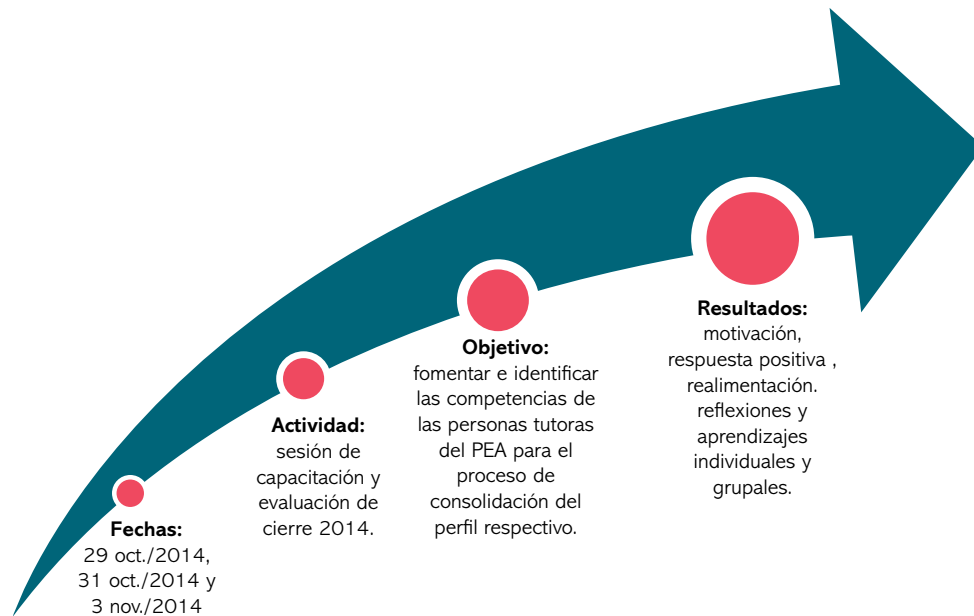 Fechas:
29 oct./2014,
31 oct./2014 y
3 nov./2014
Actividad:
sesión de
capacitación y
evaluación de
cierre 2014.
Objetivo:
fomentar e identificar
las competencias de
las personas tutoras
del PEA para el
proceso de
consolidación del
perfil respectivo.
Resultados:
motivación,
respuesta positiva ,
realimentación.
reflexiones y
aprendizajes
individuales y
grupales.